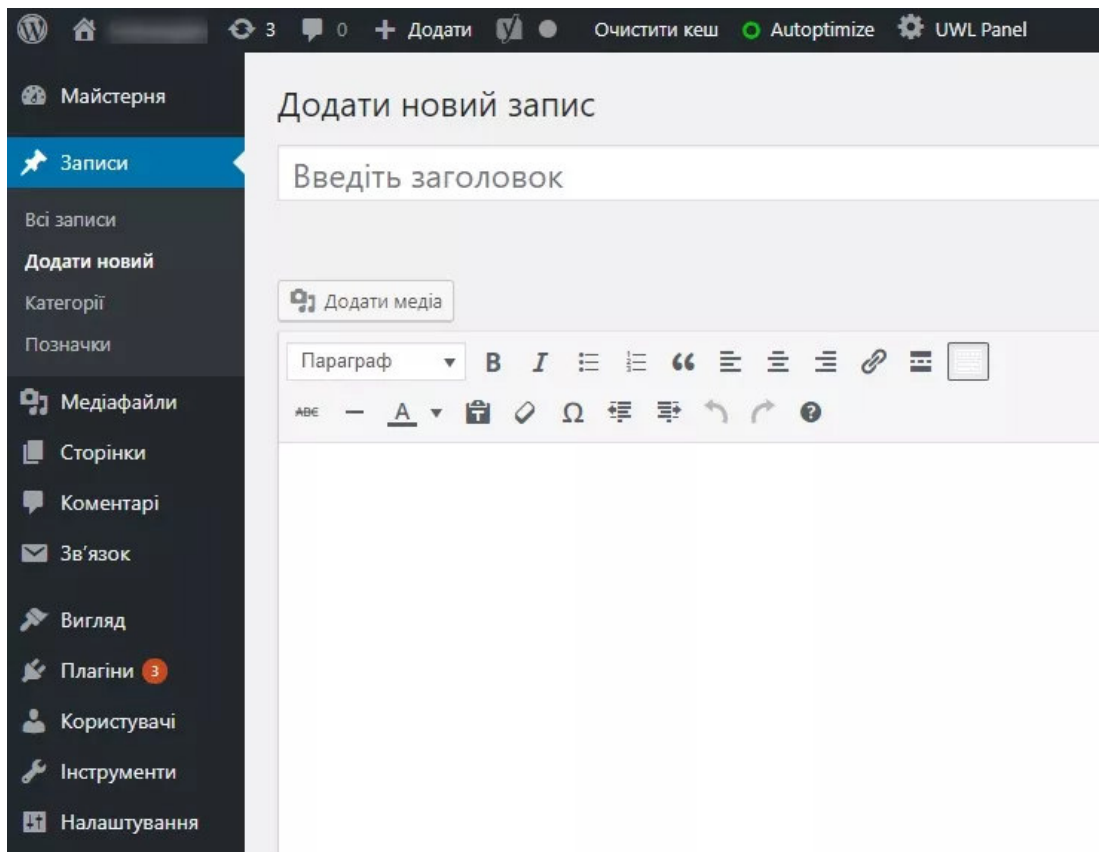 3 0 Додати Очистити кеш Autoptimize UWL Panel
Майстерня
Записи
Всі записи
Додати новий
Категорії
Позначки
Медіафайли
Сторінки
Коментарі
Зв'язок
Вигляд
Плагіни 3
Користувачі
Інструменти
Налаштування
Додати новий запис
Введіть заголовок
Додати медіа
Параграф B I
ABC A T Ω ?